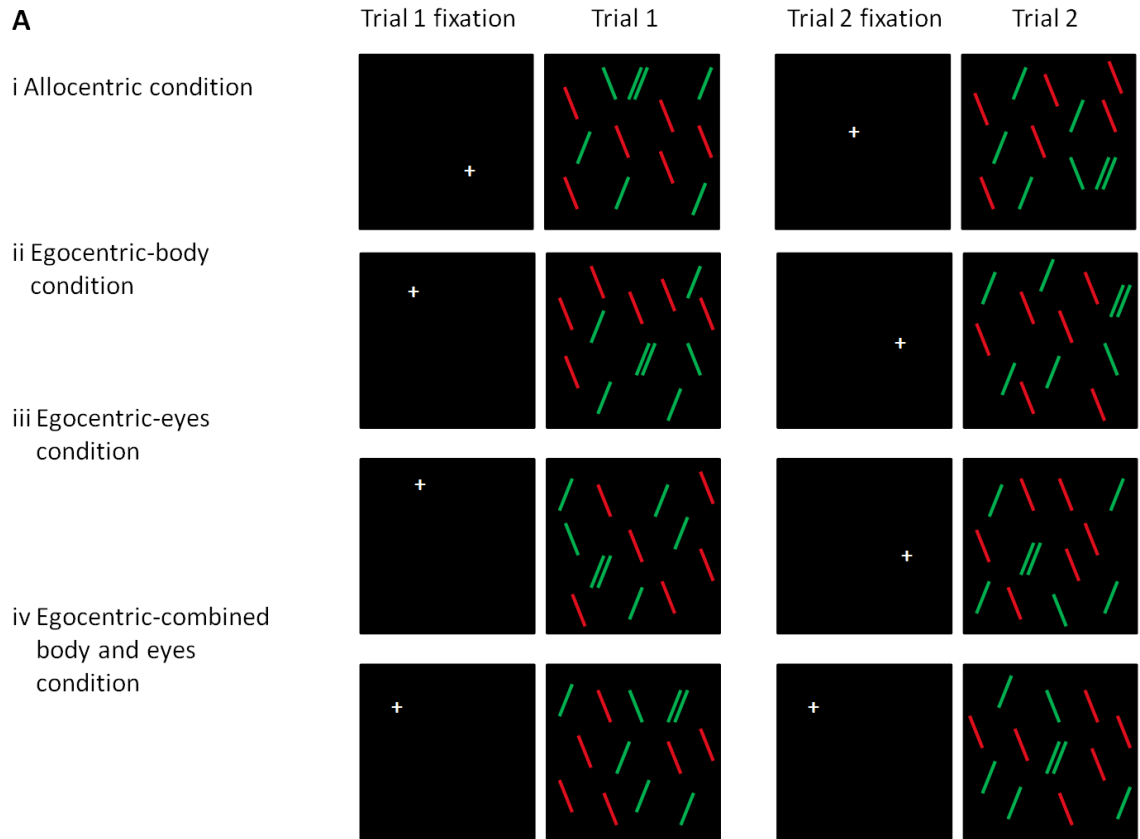 A
Trial 1 fixation
Trial 1
Trial 2 fixation
Trial 2
i Allocentric condition
ii Egocentric-body
condition
iii Egocentric-eyes
condition
iv Egocentric-combined
body and eyes
condition